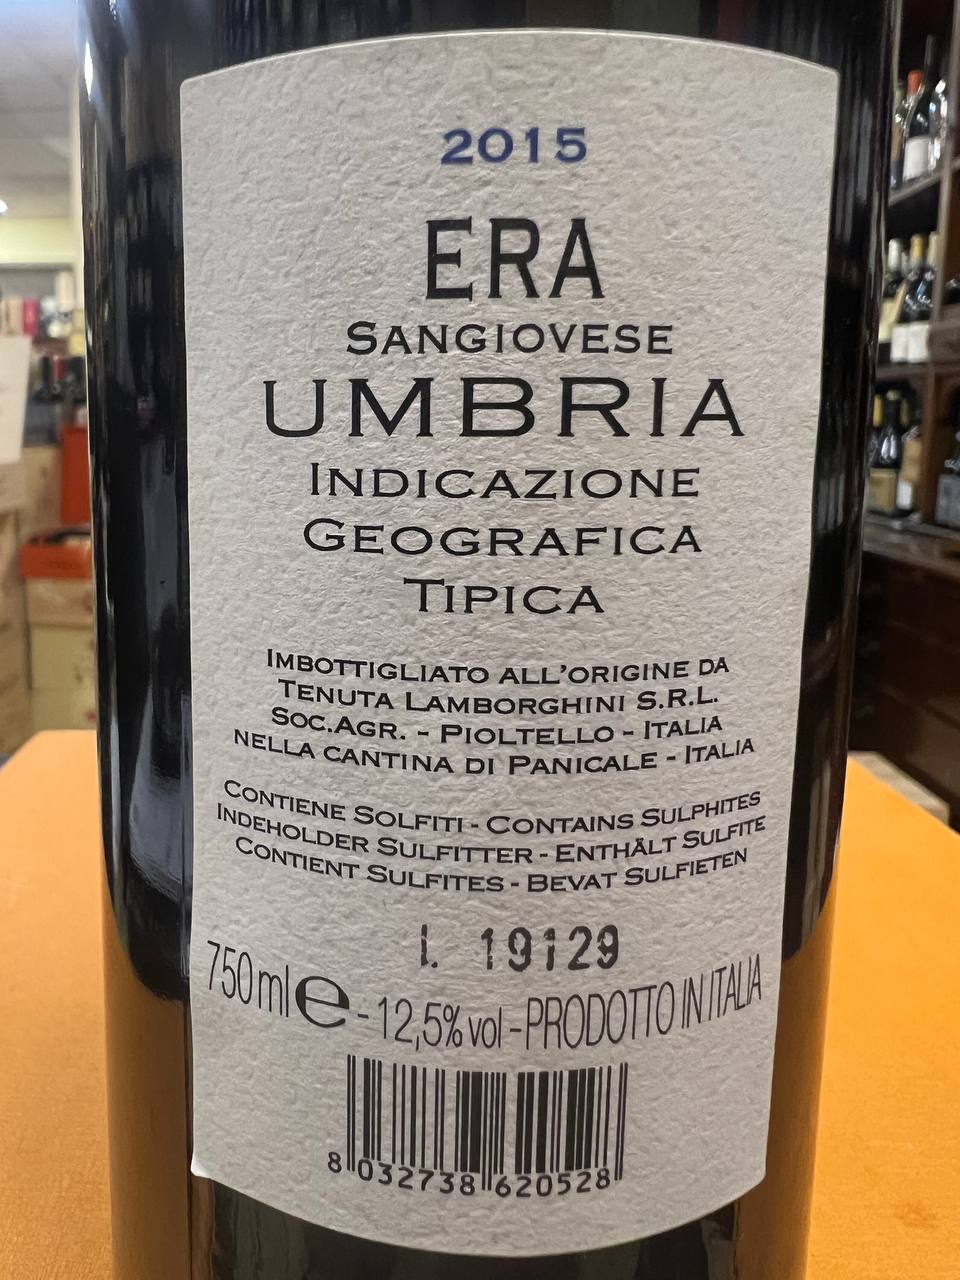 2015
ERA
SANGIOVESE
UMBRIA
INDICAZIONE
GEOGRAFICA
TIPICA
IMBOTTIGLIATO ALL'ORIGINE DA
TENUTA LAMBORGHINI S.R.L.
SOC.AGR. - PIOLTELLO - ITALIA
NELLA CANTINA DI PANICALE - ITALIA
CONTIENE SOLFITI - CONTAINS SULPHITES
INDEHOLDER SULFITTER - ENTHÄLT SULFITE
CONTIENT SULFITES - BEVAT SULFIETEN
L. 19129
750 ml e - 12,5% vol - PRODOTTO IN ITALIA
8 032738 620528